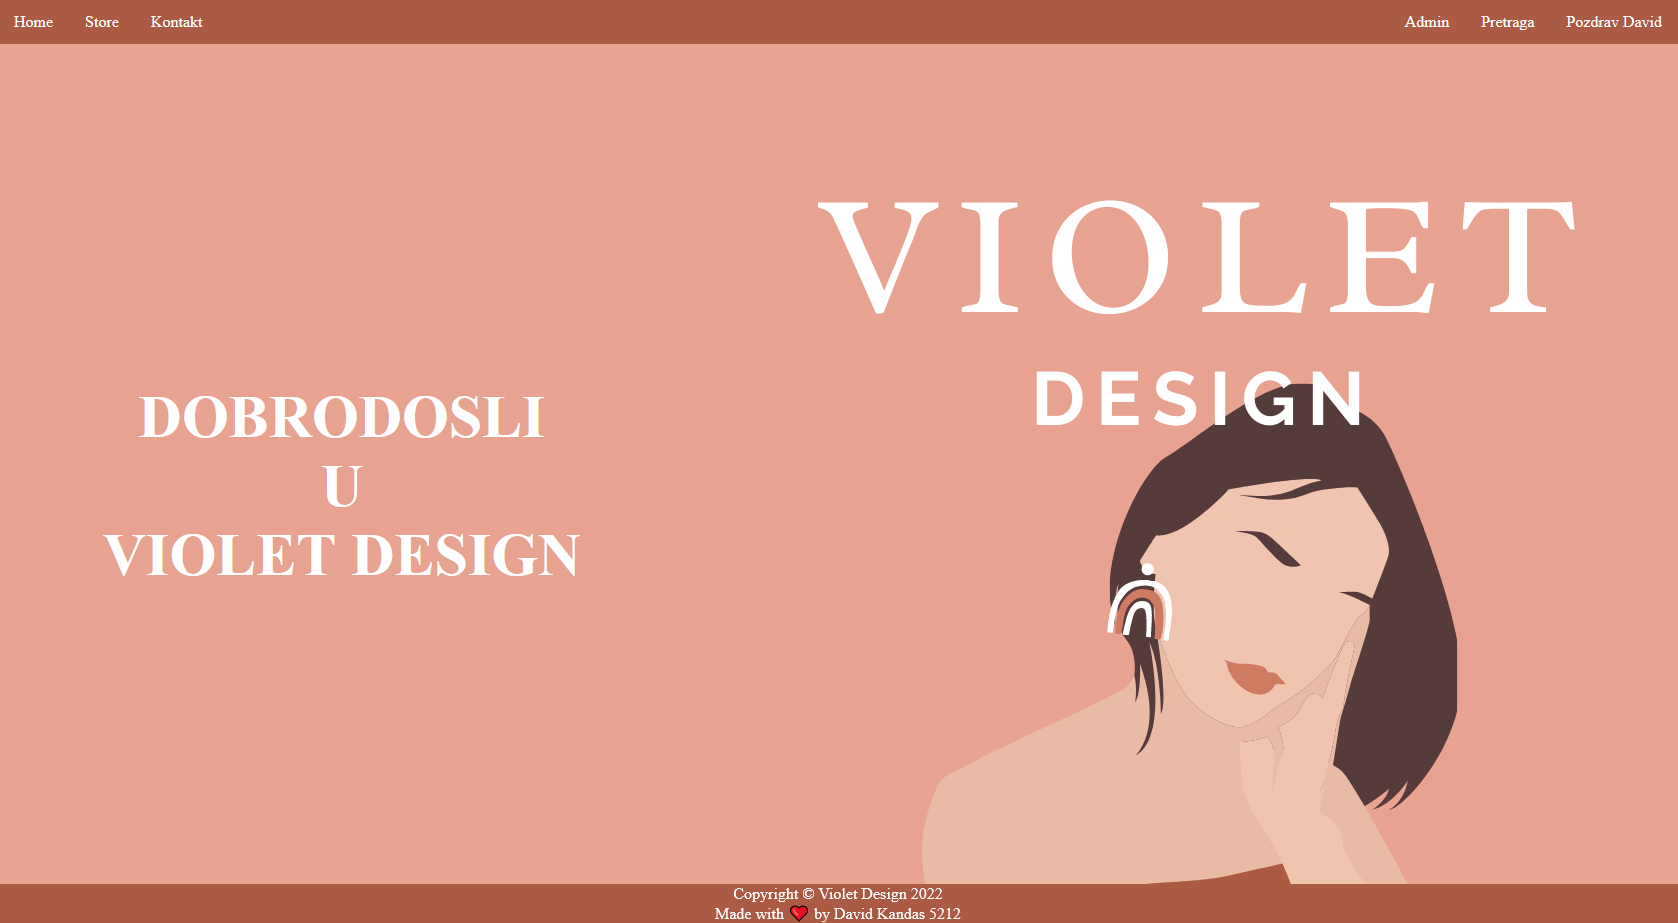 Home Store Kontakt Admin Pretraga Pozdrav David
VIOLET
DESIGN
DOBRODOSLI
U
VIOLET DESIGN
Copyright © Violet Design 2022
Made with ❤️ by David Kandas 5212